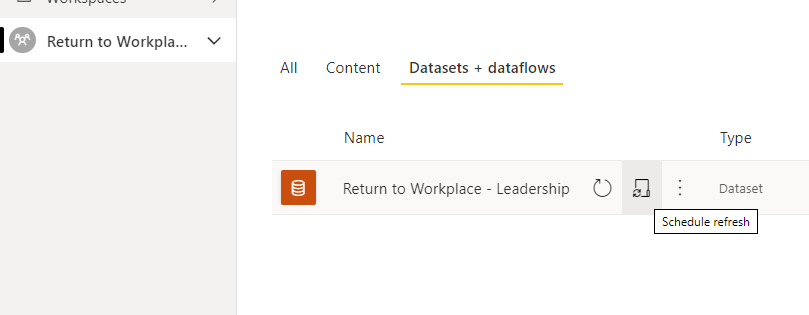 Workspaces
Return to Workpla...
All Content Datasets + dataflows
Name Type
Return to Workplace - Leadership Dataset
Schedule refresh